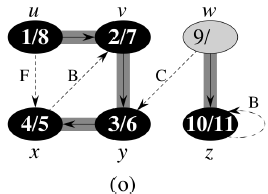 u v w
1/8 2/7 9/
F B C B
4/5 3/6 10/11
x y z
(o)